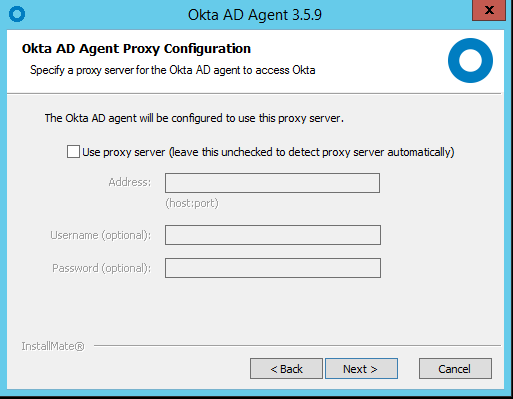 Okta AD Agent 3.5.9
x
Okta AD Agent Proxy Configuration
Specify a proxy server for the Okta AD agent to access Okta
The Okta AD agent will be configured to use this proxy server.
Use proxy server (leave this unchecked to detect proxy server automatically)
Address:
(host:port)
Username (optional):
Password (optional):
InstallMate®
< Back Next > Cancel